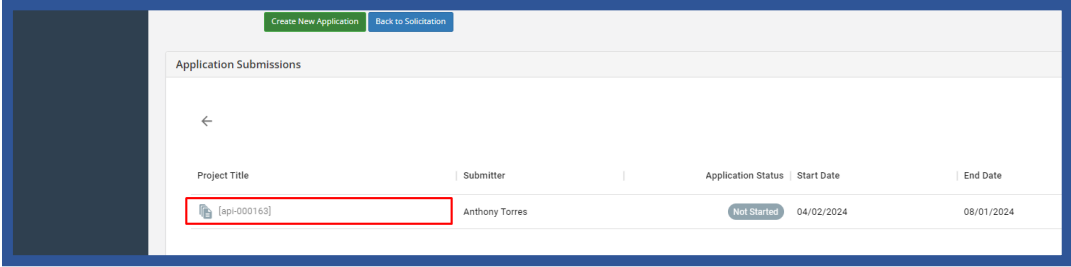 Create New Application Back to Solicitation
Application Submissions
Project Title Submitter Application Status Start Date End Date
[api-000163] Anthony Torres Not Started 04/02/2024 08/01/2024